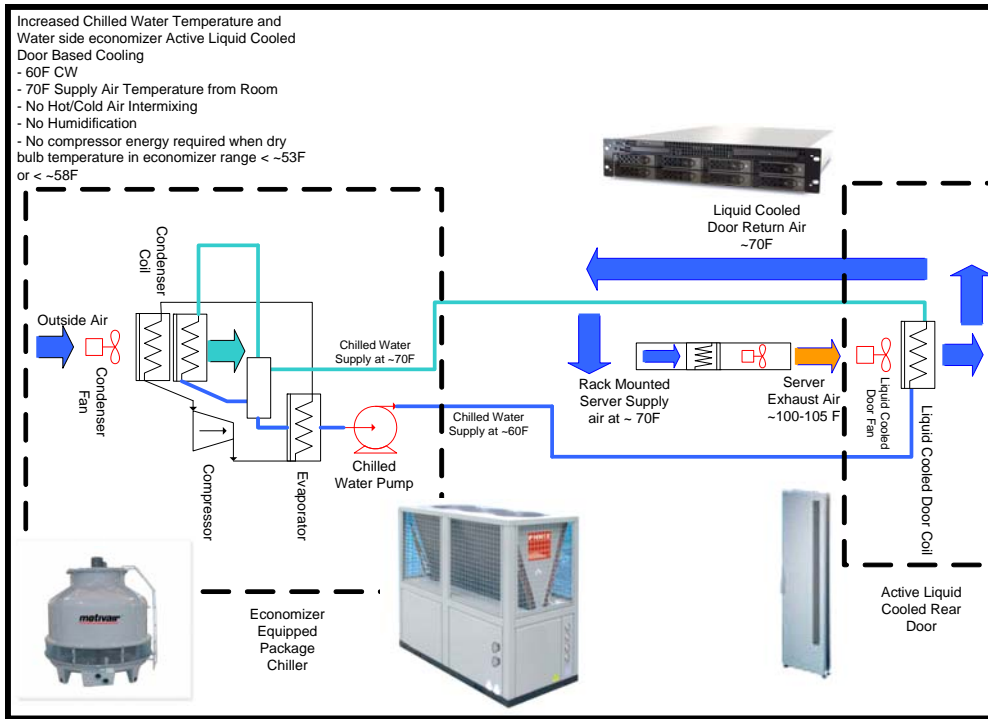 Increased Chilled Water Temperature and
Water side economizer Active Liquid Cooled
Door Based Cooling
- 60F CW
- 70F Supply Air Temperature from Room
- No Hot/Cold Air Intermixing
- No Humidification
- No compressor energy required when dry
bulb temperature in economizer range < ~53F
or < ~58F
Liquid Cooled
Door Return Air
~70F
Condenser
Coil
Outside Air
Condenser
Fan
Chilled Water
Supply at ~70F
Rack Mounted
Server Supply
air at ~ 70F
Server
Exhaust Air
~100-105 F
Liquid Cooled
Door Fan
Liquid Cooled Door Coil
Chilled Water
Supply at ~60F
Chilled
Water Pump
Compressor
Evaporator
motivair
Economizer
Equipped
Package
Chiller
Active Liquid
Cooled Rear
Door